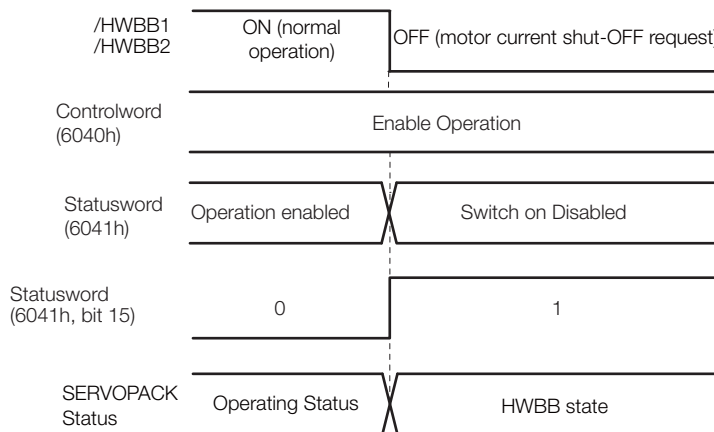 /HWBB1
/HWBB2
ON (normal
operation)
OFF (motor current shut-OFF request)
Controlword
(6040h)
Enable Operation
Statusword
(6041h)
Operation enabled
Switch on Disabled
Statusword
(6041h, bit 15)
0
1
SERVOPACK
Status
Operating Status
HWBB state